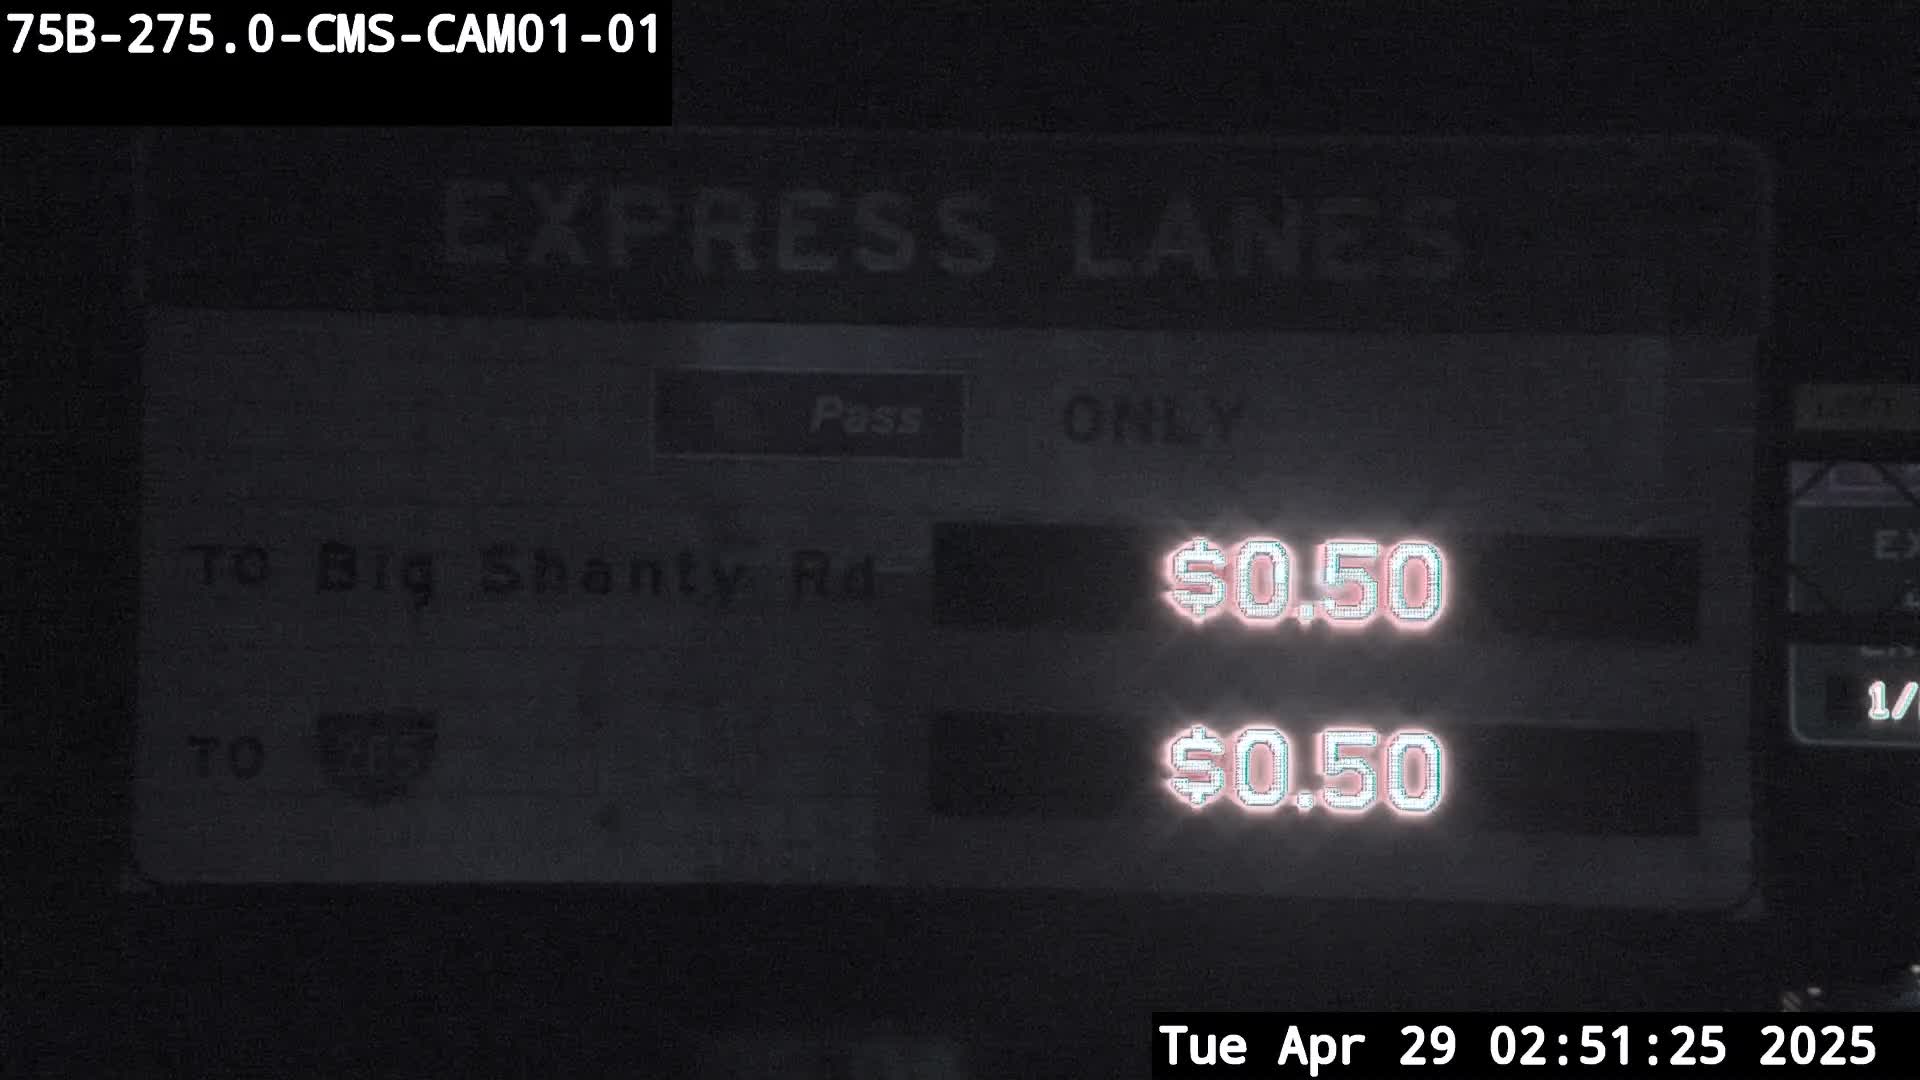 75B-275.0-CMS-CAM01-01
EXPRESS LANES
Pass ONLY
TO Big Shanty Rd $0.50
TO $0.50
1/
Tue Apr 29 02:51:25 2025